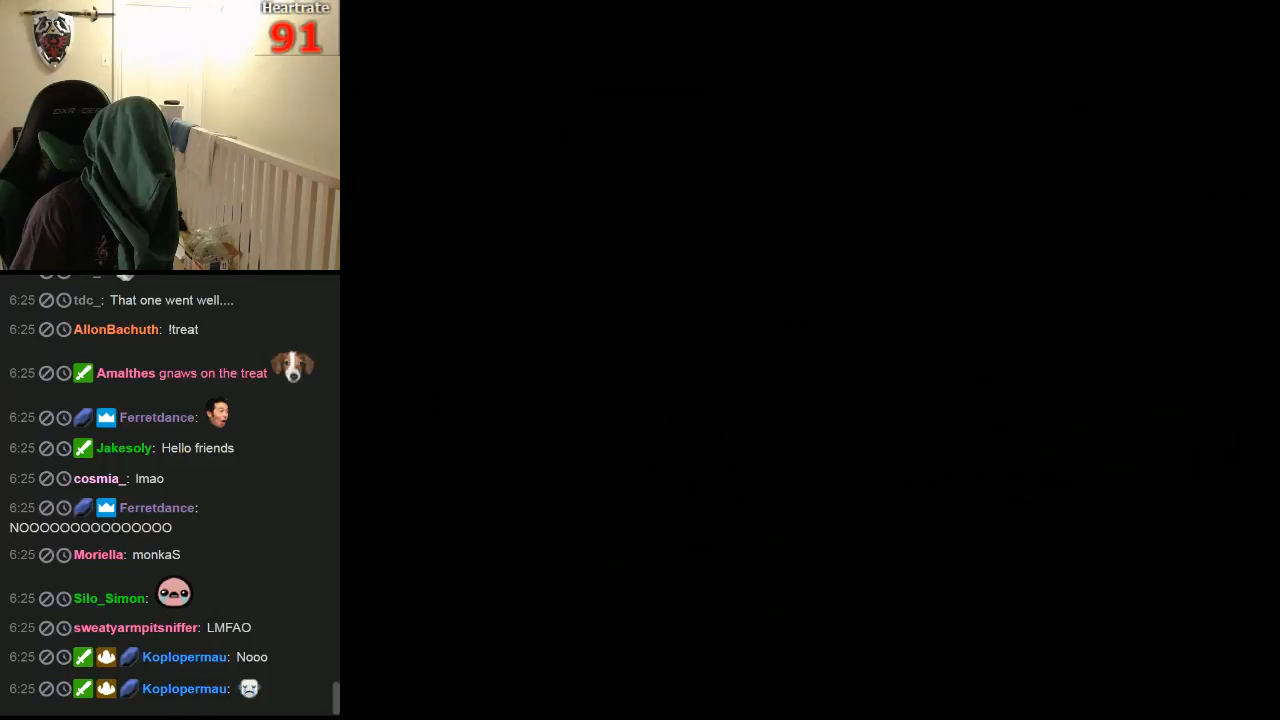 Heartrate
91
6:25 tdc_: That one went well....
6:25 AllonBachuth: !treat
6:25 Amalthes gnaws on the treat
6:25 Ferretdance:
6:25 Jakesoly: Hello friends
6:25 cosmia_: lmao
6:25 Ferretdance:
NOOOOOOOOOOOOOOO
6:25 Moriella: monkaS
6:25 Silo_Simon:
6:25 sweatyarmpitsniffer: LMFAO
6:25 Koplopermau: Nooo
6:25 Koplopermau: